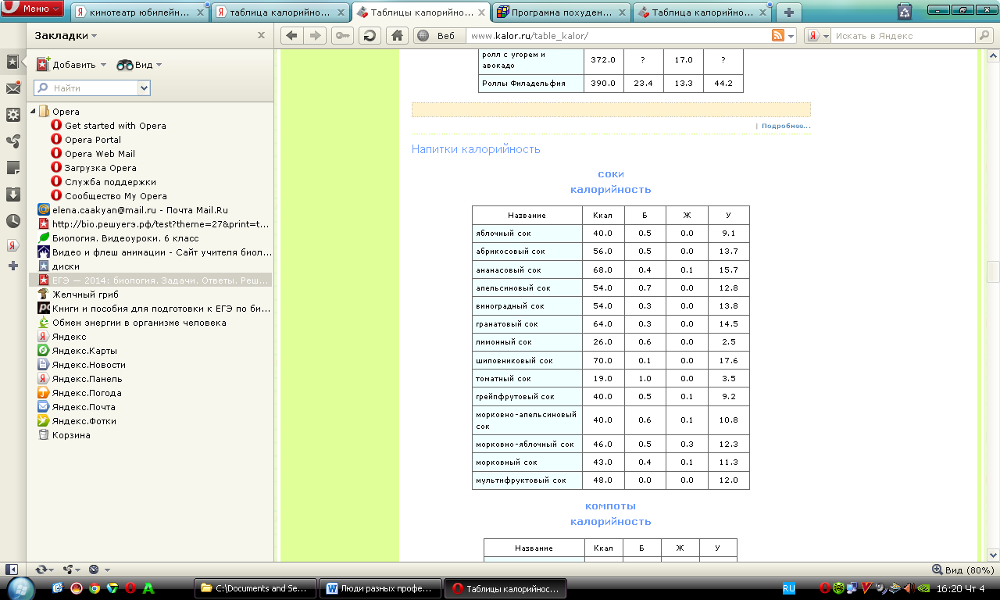 Меню
кинотеатр юбилейн...
таблица калорийно...
Таблицы калорийно...
Программа похуден...
Таблица калорийно...
Закладки
Веб
www.kalor.ru/table_kalor/
Искать в Яндекс
Добавить
Вид
Найти
Opera
Get started with Opera
Opera Portal
Opera Web Mail
Загрузка Opera
Служба поддержки
Сообщество My Opera
elena.caakyan@mail.ru - Почта Mail.Ru
http://bio.решуегэ.рф/test?theme=27&print=t...
Биология. Видеоуроки. 6 класс
Видео и флеш анимации - Сайт учителя биол...
диски
ЕГЭ — 2014: биология. Задачи. Ответы. Реш...
Желчный гриб
Книги и пособия для подготовки к ЕГЭ по би...
Обмен энергии в организме человека
Яндекс
Яндекс.Карты
Яндекс.Новости
Яндекс.Панель
Яндекс.Погода
Яндекс.Почта
Яндекс.Фотки
Корзина
ролл с угорем и
авокадо 372.0 ? 17.0 ?
Роллы Филадельфия 390.0 23.4 13.3 44.2
| Подробнее...
Напитки калорийность
соки
калорийность
Название Ккал Б Ж У
яблочный сок 40.0 0.5 0.0 9.1
абрикосовый сок 56.0 0.5 0.0 13.7
ананасовый сок 68.0 0.4 0.1 15.7
апельсиновый сок 54.0 0.7 0.0 12.8
виноградный сок 54.0 0.3 0.0 13.8
гранатовый сок 64.0 0.3 0.0 14.5
лимонный сок 26.0 0.6 0.0 2.5
шиповниковый сок 70.0 0.1 0.0 17.6
томатный сок 19.0 1.0 0.0 3.5
грейпфрутовый сок 40.0 0.5 0.1 9.2
морковно-апельсиновый
сок 40.0 0.6 0.1 10.8
морковно-яблочный сок 46.0 0.5 0.3 12.3
морковный сок 43.0 0.4 0.1 11.3
мультифруктовый сок 48.0 0.0 0.0 12.0
компоты
калорийность
Название Ккал Б Ж У
Вид (80%)
C:\Documents and Se...
Люди разных профе...
Таблицы калорийнос...
RU
16:20 Чт 4